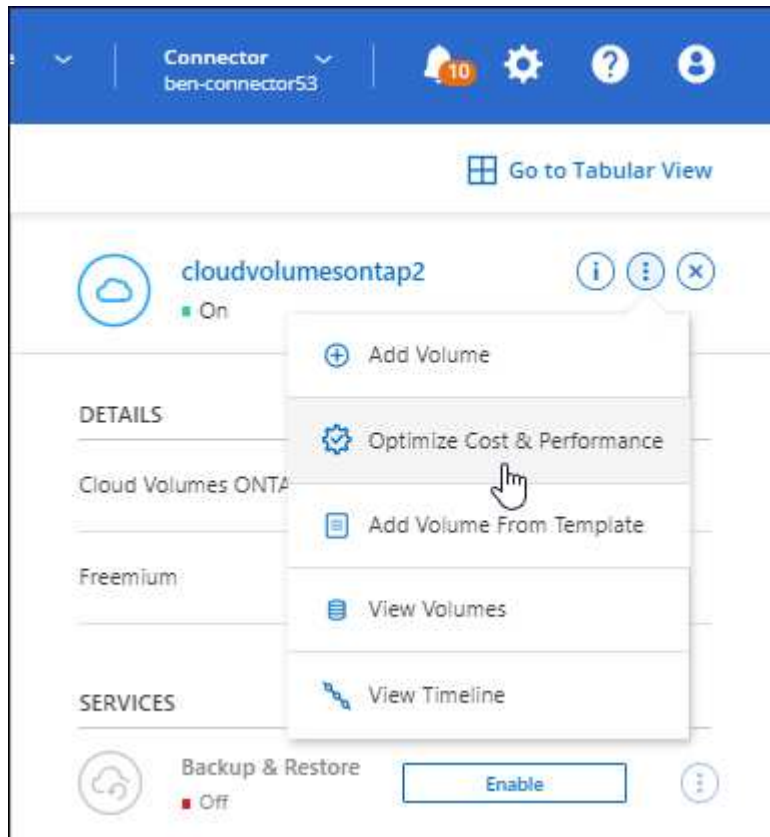 Connector
ben-connector53
10
Go to Tabular View
cloudvolumesontap2
On
Add Volume
DETAILS
Optimize Cost & Performance
Cloud Volumes ONTA
Add Volume From Template
Freemium
View Volumes
View Timeline
SERVICES
Backup & Restore
Off
Enable